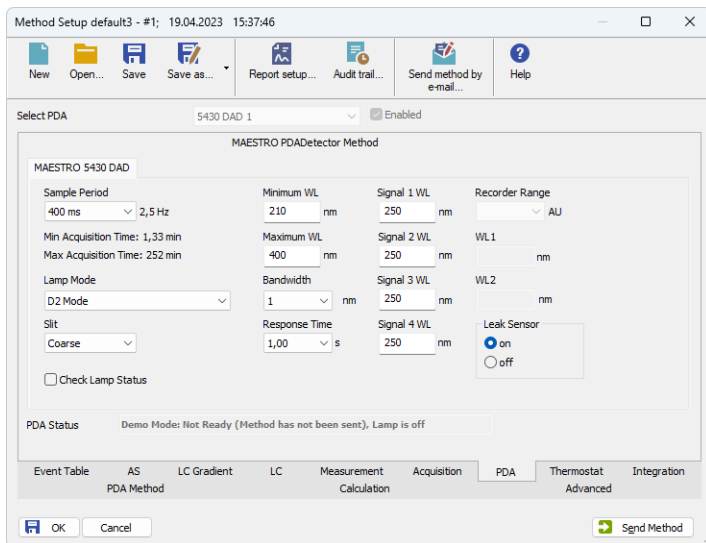 Method Setup default3 - #1; 19.04.2023 15:37:46
New Open... Save Save as... Report setup... Audit trail... Send method by e-mail... Help
Select PDA 5430 DAD 1 Enabled
MAESTRO PDADetector Method
MAESTRO 5430 DAD
Sample Period Minimum WL Signal 1 WL Recorder Range
400 ms 2,5 Hz 210 nm 250 nm AU
Min Acquisition Time: 1,33 min Maximum WL Signal 2 WL WL1
Max Acquisition Time: 252 min 400 nm 250 nm nm
Lamp Mode Bandwidth Signal 3 WL WL2
D2 Mode 1 nm 250 nm nm
Slit Response Time Signal 4 WL Leak Sensor
Coarse 1,00 s 250 nm on
off
Check Lamp Status
PDA Status Demo Mode: Not Ready (Method has not been sent), Lamp is off
Event Table AS LC Gradient LC Measurement Acquisition PDA Thermostat Integration
PDA Method Calculation Advanced
OK Cancel Send Method